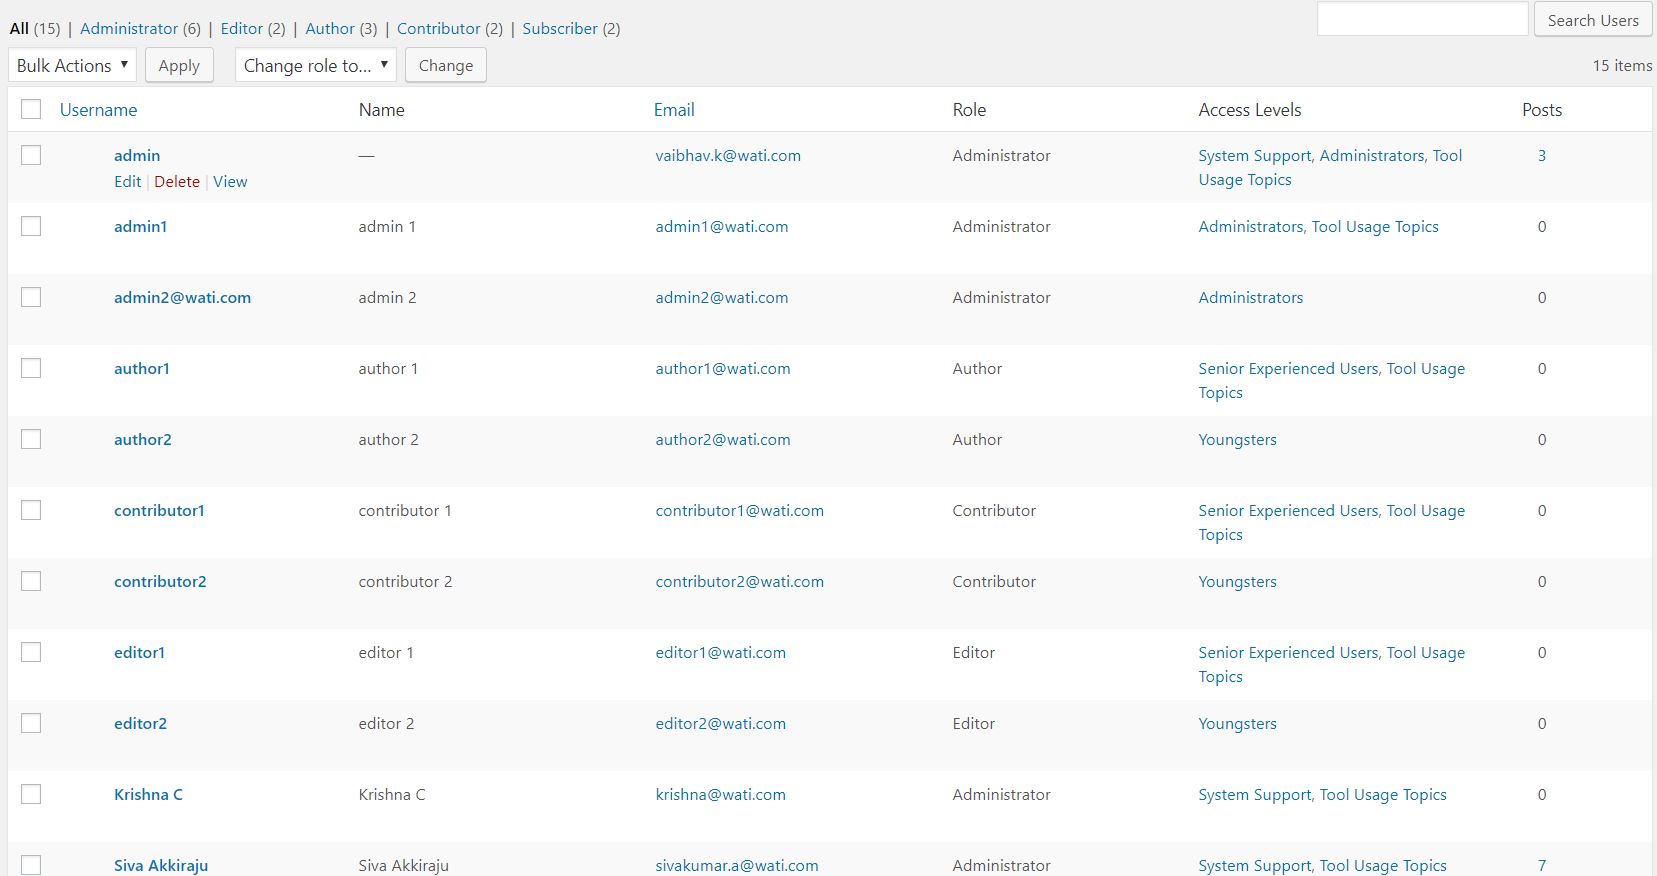 All (15) | Administrator (6) | Editor (2) | Author (3) | Contributor (2) | Subscriber (2)
Search Users
Bulk Actions Apply Change role to... Change 15 items
Username Name Email Role Access Levels Posts
admin — vaibhav.k@wati.com Administrator System Support, Administrators, Tool 3
Edit | Delete | View Usage Topics
admin1 admin 1 admin1@wati.com Administrator Administrators, Tool Usage Topics 0
admin2@wati.com admin 2 admin2@wati.com Administrator Administrators 0
author1 author 1 author1@wati.com Author Senior Experienced Users, Tool Usage 0
Topics
author2 author 2 author2@wati.com Author Youngsters 0
contributor1 contributor 1 contributor1@wati.com Contributor Senior Experienced Users, Tool Usage 0
Topics
contributor2 contributor 2 contributor2@wati.com Contributor Youngsters 0
editor1 editor 1 editor1@wati.com Editor Senior Experienced Users, Tool Usage 0
Topics
editor2 editor 2 editor2@wati.com Editor Youngsters 0
Krishna C Krishna C krishna@wati.com Administrator System Support, Tool Usage Topics 0
Siva Akkiraju Siva Akkiraju sivakumar.a@wati.com Administrator System Support, Tool Usage Topics 7